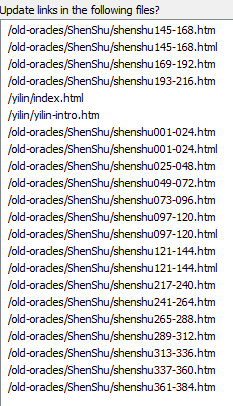 Update links in the following files?
/old-oracles/ShenShu/shenshu145-168.htm
/old-oracles/ShenShu/shenshu145-168.html
/old-oracles/ShenShu/shenshu169-192.htm
/old-oracles/ShenShu/shenshu193-216.htm
/yilin/index.html
/yilin/yilin-intro.htm
/old-oracles/ShenShu/shenshu001-024.htm
/old-oracles/ShenShu/shenshu001-024.html
/old-oracles/ShenShu/shenshu025-048.htm
/old-oracles/ShenShu/shenshu049-072.htm
/old-oracles/ShenShu/shenshu073-096.htm
/old-oracles/ShenShu/shenshu097-120.htm
/old-oracles/ShenShu/shenshu097-120.html
/old-oracles/ShenShu/shenshu121-144.htm
/old-oracles/ShenShu/shenshu121-144.html
/old-oracles/ShenShu/shenshu217-240.htm
/old-oracles/ShenShu/shenshu241-264.htm
/old-oracles/ShenShu/shenshu265-288.htm
/old-oracles/ShenShu/shenshu289-312.htm
/old-oracles/ShenShu/shenshu313-336.htm
/old-oracles/ShenShu/shenshu337-360.htm
/old-oracles/ShenShu/shenshu361-384.htm